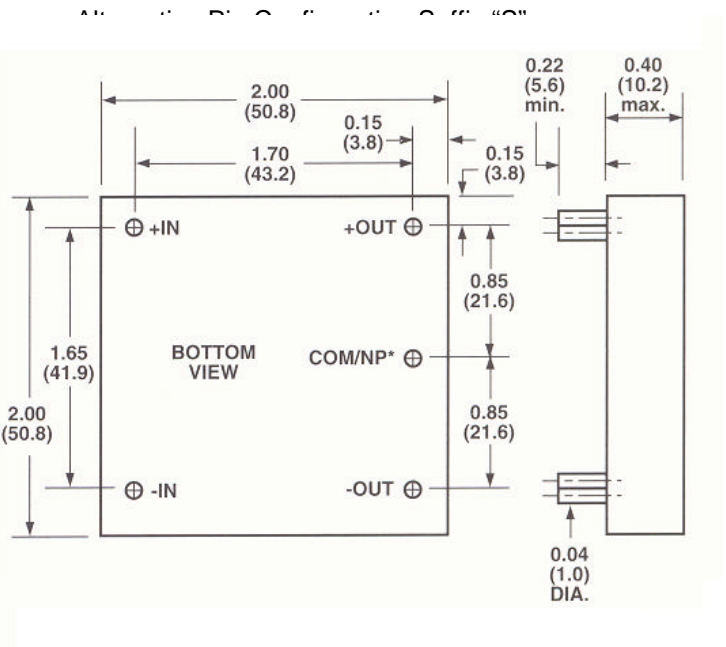 2.00
(50.8)
0.15
(3.8)
1.70
(43.2)
0.15
(3.8)
0.22
(5.6)
min.
0.40
(10.2)
max.
+IN
+OUT
0.85
(21.6)
1.65
(41.9)
BOTTOM
VIEW
COM/NP*
2.00
(50.8)
0.85
(21.6)
-IN
-OUT
0.04
(1.0)
DIA.